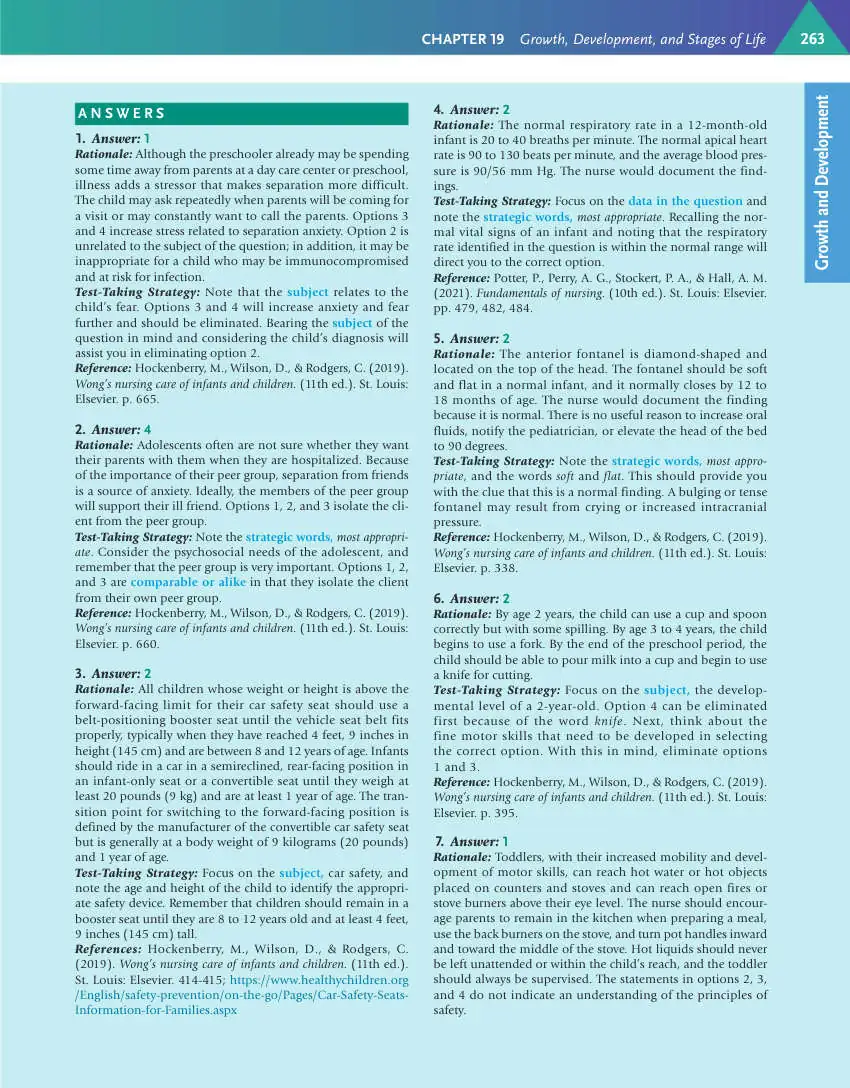 CHAPTER 19 Growth, Development, and Stages of Life 263
ANSWERS
1. Answer: 1
Rationale: Although the preschooler already may be spending
some time away from parents at a day care center or preschool,
illness adds a stressor that makes separation more difficult.
The child may ask repeatedly when parents will be coming for
a visit or may constantly want to call the parents. Options 3
and 4 increase stress related to separation anxiety. Option 2 is
unrelated to the subject of the question; in addition, it may be
inappropriate for a child who may be immunocompromised
and at risk for infection.
Test-Taking Strategy: Note that the subject relates to the
child's fear. Options 3 and 4 will increase anxiety and fear
further and should be eliminated. Bearing the subject of the
question in mind and considering the child's diagnosis will
assist you in eliminating option 2.
Reference: Hockenberry, M., Wilson, D., & Rodgers, C. (2019).
Wong's nursing care of infants and children. (11th ed.). St. Louis:
Elsevier. p. 665.
2. Answer: 4
Rationale: Adolescents often are not sure whether they want
their parents with them when they are hospitalized. Because
of the importance of their peer group, separation from friends
is a source of anxiety. Ideally, the members of the peer group
will support their ill friend. Options 1, 2, and 3 isolate the cli-
ent from the peer group.
Test-Taking Strategy: Note the strategic words, most appropri-
ate. Consider the psychosocial needs of the adolescent, and
remember that the peer group is very important. Options 1, 2,
and 3 are comparable or alike in that they isolate the client
from their own peer group.
Reference: Hockenberry, M., Wilson, D., & Rodgers, C. (2019).
Wong's nursing care of infants and children. (11th ed.). St. Louis:
Elsevier. p. 660.
3. Answer: 2
Rationale: All children whose weight or height is above the
forward-facing limit for their car safety seat should use a
belt-positioning booster seat until the vehicle seat belt fits
properly, typically when they have reached 4 feet, 9 inches in
height (145 cm) and are between 8 and 12 years of age. Infants
should ride in a car in a semireclined, rear-facing position in
an infant-only seat or a convertible seat until they weigh at
least 20 pounds (9 kg) and are at least 1 year of age. The tran-
sition point for switching to the forward-facing position is
defined by the manufacturer of the convertible car safety seat
but is generally at a body weight of 9 kilograms (20 pounds)
and 1 year of age.
Test-Taking Strategy: Focus on the subject, car safety, and
note the age and height of the child to identify the appropri-
ate safety device. Remember that children should remain in a
booster seat until they are 8 to 12 years old and at least 4 feet,
9 inches (145 cm) tall.
References: Hockenberry, M., Wilson, D., & Rodgers, C.
(2019). Wong's nursing care of infants and children. (11th ed.).
St. Louis: Elsevier. 414-415; https://www.healthychildren.org
/English/safety-prevention/on-the-go/Pages/Car-Safety-Seats-
Information-for-Families.aspx
4. Answer: 2
Rationale: The normal respiratory rate in a 12-month-old
infant is 20 to 40 breaths per minute. The normal apical heart
rate is 90 to 130 beats per minute, and the average blood pres-
sure is 90/56 mm Hg. The nurse would document the find-
ings.
Test-Taking Strategy: Focus on the data in the question and
note the strategic words, most appropriate. Recalling the nor-
mal vital signs of an infant and noting that the respiratory
rate identified in the question is within the normal range will
direct you to the correct option.
Reference: Potter, P., Perry, A. G., Stockert, P. A., & Hall, A. M.
(2021). Fundamentals of nursing. (10th ed.). St. Louis: Elsevier.
pp. 479, 482, 484.
5. Answer: 2
Rationale: The anterior fontanel is diamond-shaped and
located on the top of the head. The fontanel should be soft
and flat in a normal infant, and it normally closes by 12 to
18 months of age. The nurse would document the finding
because it is normal. There is no useful reason to increase oral
fluids, notify the pediatrician, or elevate the head of the bed
to 90 degrees.
Test-Taking Strategy: Note the strategic words, most appro-
priate, and the words soft and flat. This should provide you
with the clue that this is a normal finding. A bulging or tense
fontanel may result from crying or increased intracranial
pressure.
Reference: Hockenberry, M., Wilson, D., & Rodgers, C. (2019).
Wong's nursing care of infants and children. (11th ed.). St. Louis:
Elsevier. p. 338.
6. Answer: 2
Rationale: By age 2 years, the child can use a cup and spoon
correctly but with some spilling. By age 3 to 4 years, the child
begins to use a fork. By the end of the preschool period, the
child should be able to pour milk into a cup and begin to use
a knife for cutting.
Test-Taking Strategy: Focus on the subject, the develop-
mental level of a 2-year-old. Option 4 can be eliminated
first because of the word knife. Next, think about the
fine motor skills that need to be developed in selecting
the correct option. With this in mind, eliminate options
1 and 3.
Reference: Hockenberry, M., Wilson, D., & Rodgers, C. (2019).
Wong's nursing care of infants and children. (11th ed.). St. Louis:
Elsevier. p. 395.
7. Answer: 1
Rationale: Toddlers, with their increased mobility and devel-
opment of motor skills, can reach hot water or hot objects
placed on counters and stoves and can reach open fires or
stove burners above their eye level. The nurse should encour-
age parents to remain in the kitchen when preparing a meal,
use the back burners on the stove, and turn pot handles inward
and toward the middle of the stove. Hot liquids should never
be left unattended or within the child's reach, and the toddler
should always be supervised. The statements in options 2, 3,
and 4 do not indicate an understanding of the principles of
safety.
Growth and Development